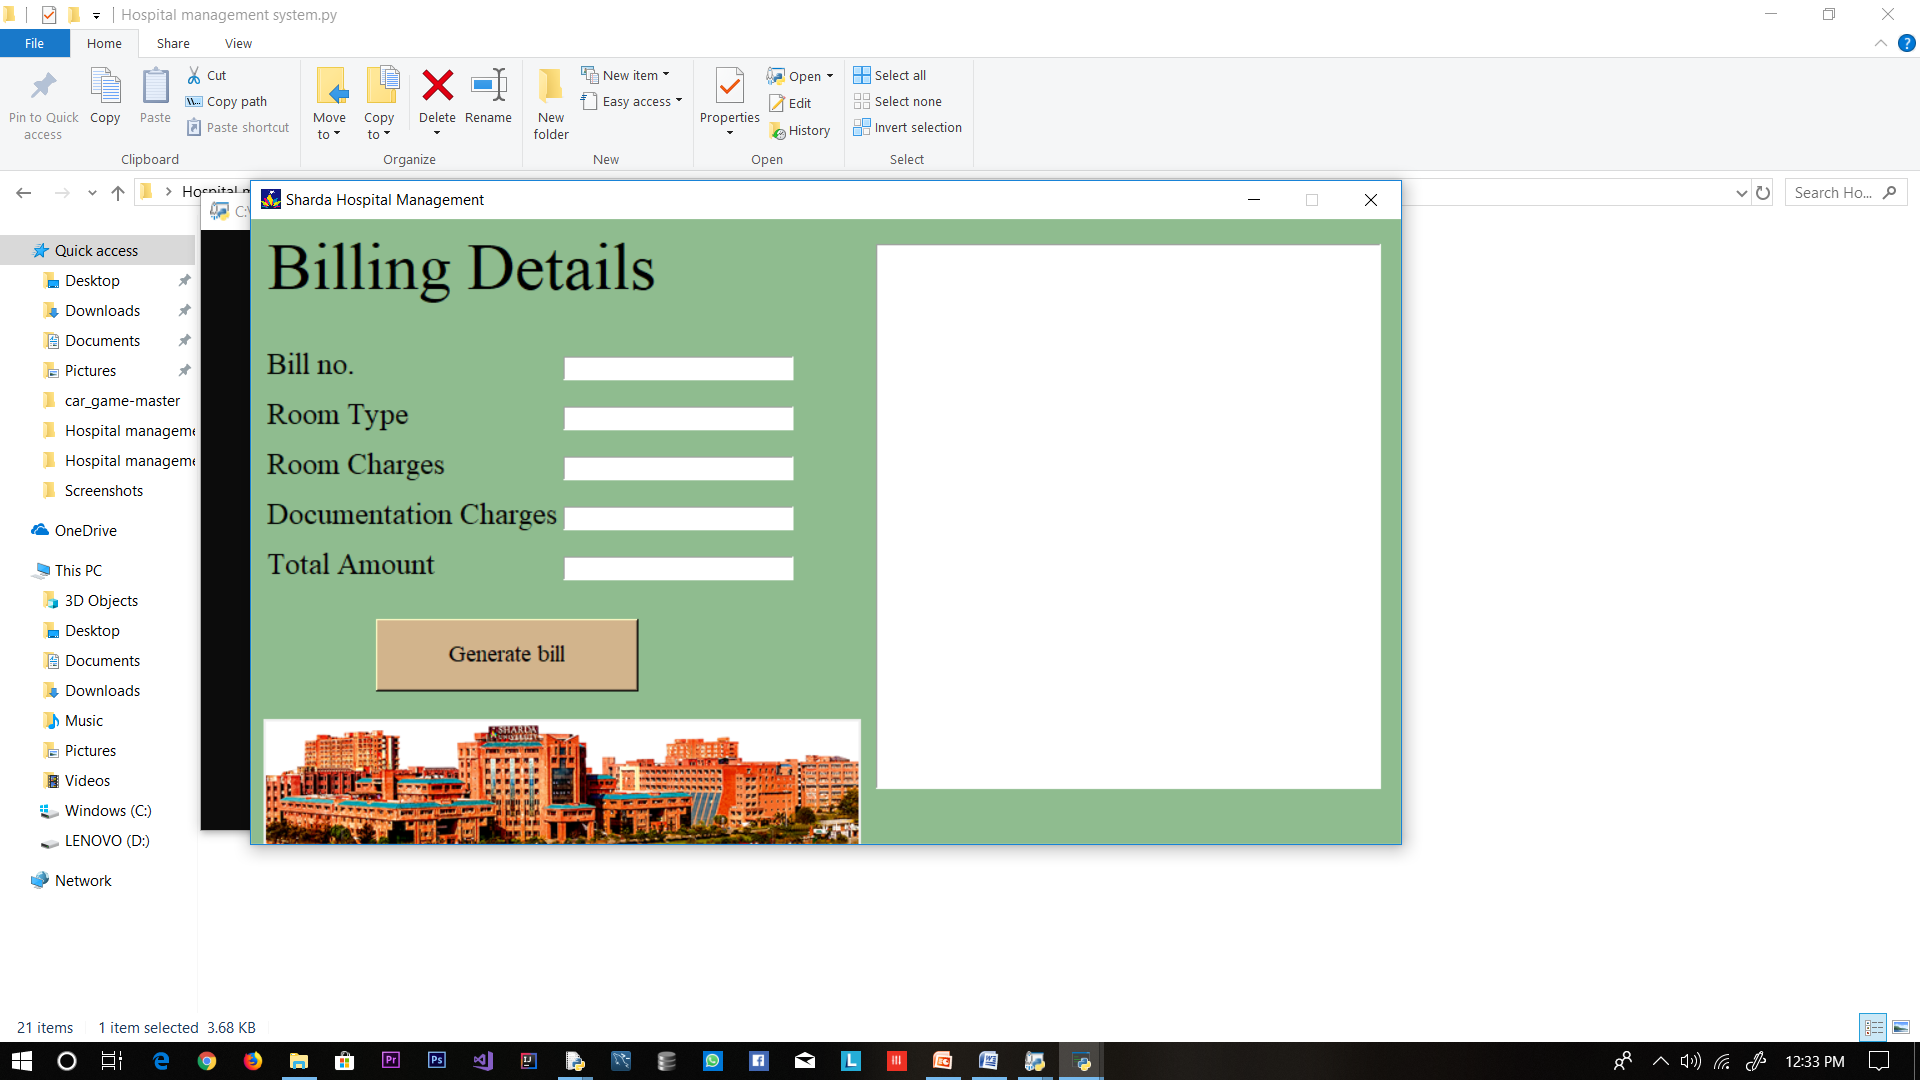 Hospital management system.py
File Home Share View
Pin to Quick access
Copy
Paste
Cut
Copy path
Paste shortcut
Clipboard
Move to
Copy to
Delete
Rename
Organize
New folder
New item
Easy access
New
Properties
Open
Edit
History
Open
Select all
Select none
Invert selection
Select
Search Ho...
Sharda Hospital Management
Quick access
Desktop
Downloads
Documents
Pictures
car_game-master
Hospital manageme
Hospital manageme
Screenshots
OneDrive
This PC
3D Objects
Desktop
Documents
Downloads
Music
Pictures
Videos
Windows (C:)
LENOVO (D:)
Network
Billing Details
Bill no.
Room Type
Room Charges
Documentation Charges
Total Amount
Generate bill
SHARDA
21 items 1 item selected 3.68 KB
12:33 PM